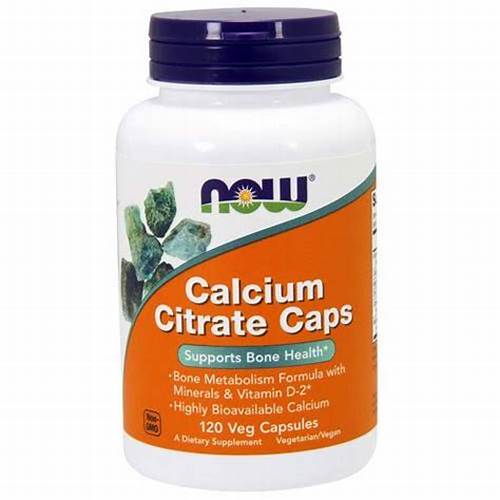 now®
Calcium
Citrate Caps
Supports Bone Health*
• Bone Metabolism Formula with
Minerals & Vitamin D-2*
• Highly Bioavailable Calcium
Non-
GMO
120 Veg Capsules
A Dietary Supplement Vegetarian/Vegan